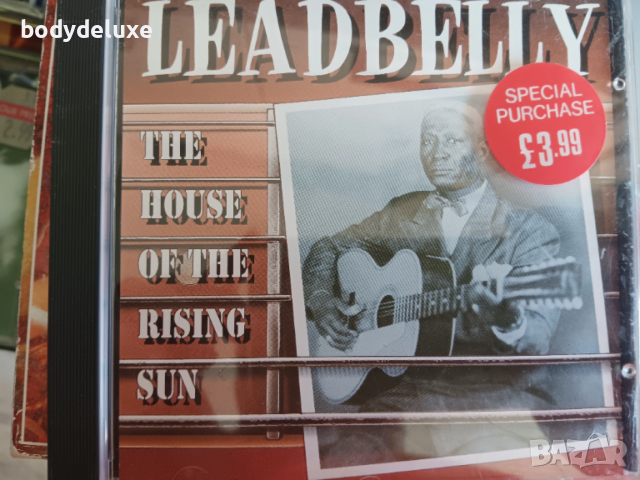 bodydeluxe
LEADBELLY
SPECIAL
PURCHASE
£3.99
THE
HOUSE
OF THE
RISING
SUN
BAZAR